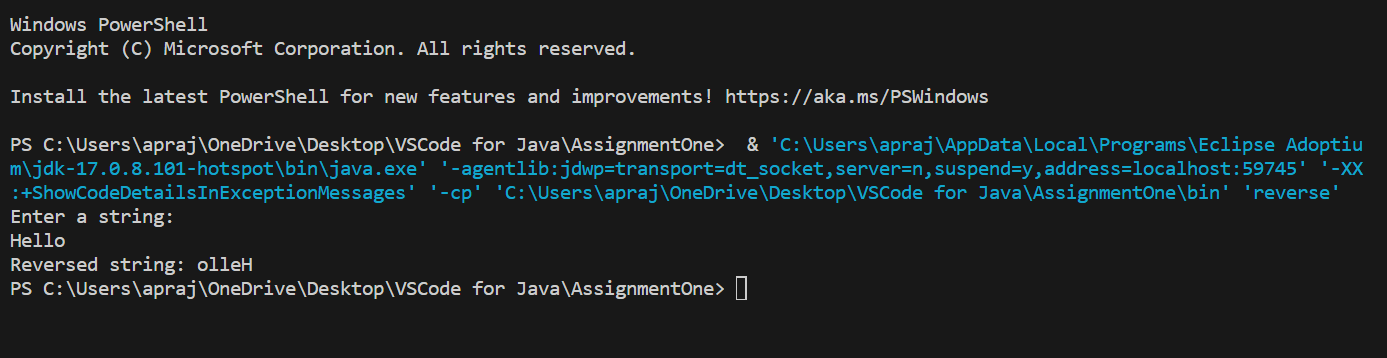 Windows PowerShell
Copyright (C) Microsoft Corporation. All rights reserved.
Install the latest PowerShell for new features and improvements! https://aka.ms/PSWindows
PS C:\Users\apraj\OneDrive\Desktop\VSCode for Java\AssignmentOne>  & 'C:\Users\apraj\AppData\Local\Programs\Eclipse Adoptiu
m\jdk-17.0.8.101-hotspot\bin\java.exe' '-agentlib:jdwp=transport=dt_socket,server=n,suspend=y,address=localhost:59745' '-XX
:+ShowCodeDetailsInExceptionMessages' '-cp' 'C:\Users\apraj\OneDrive\Desktop\VSCode for Java\AssignmentOne\bin' 'reverse'
Enter a string:
Hello
Reversed string: olleH
PS C:\Users\apraj\OneDrive\Desktop\VSCode for Java\AssignmentOne>